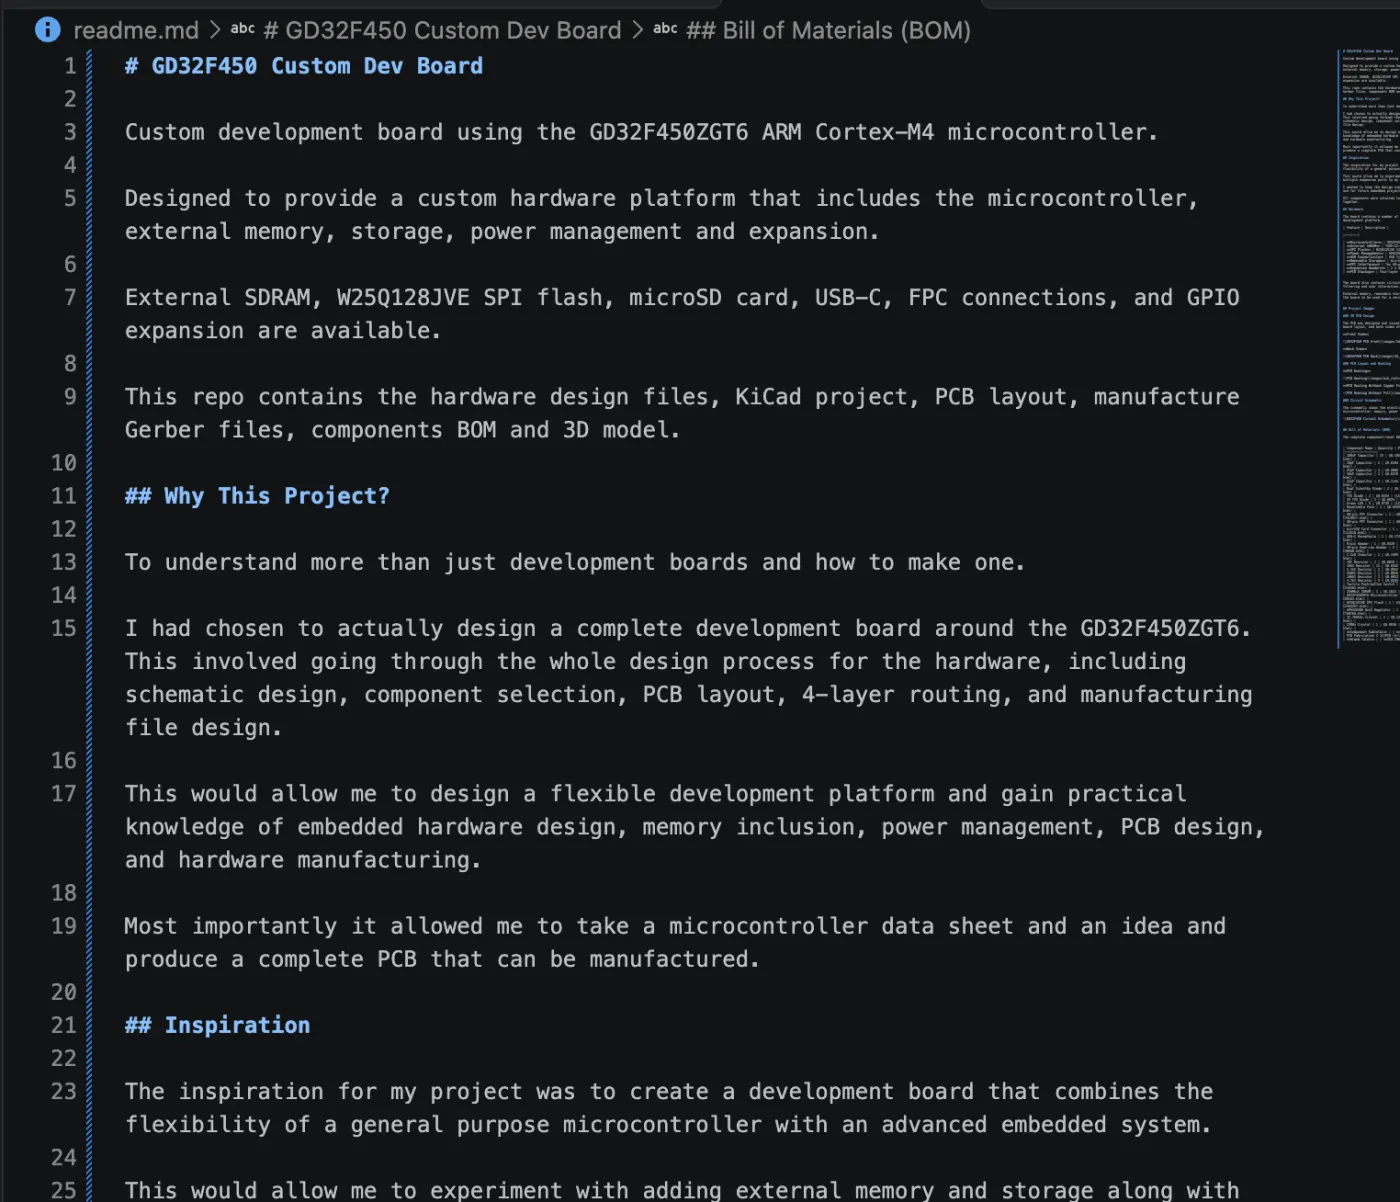 readme.md > abc # GD32F450 Custom Dev Board > abc ## Bill of Materials (BOM)
1 # GD32F450 Custom Dev Board
2
3 Custom development board using the GD32F450ZGT6 ARM Cortex-M4 microcontroller.
4
5 Designed to provide a custom hardware platform that includes the microcontroller,
external memory, storage, power management and expansion.
6
7 External SDRAM, W25Q128JVE SPI flash, microSD card, USB-C, FPC connections, and GPIO
expansion are available.
8
9 This repo contains the hardware design files, KiCad project, PCB layout, manufacture
Gerber files, components BOM and 3D model.
10
11 ## Why This Project?
12
13 To understand more than just development boards and how to make one.
14
15 I had chosen to actually design a complete development board around the GD32F450ZGT6.
This involved going through the whole design process for the hardware, including
schematic design, component selection, PCB layout, 4-layer routing, and manufacturing
file design.
16
17 This would allow me to design a flexible development platform and gain practical
knowledge of embedded hardware design, memory inclusion, power management, PCB design,
and hardware manufacturing.
18
19 Most importantly it allowed me to take a microcontroller data sheet and an idea and
produce a complete PCB that can be manufactured.
20
21 ## Inspiration
22
23 The inspiration for my project was to create a development board that combines the
flexibility of a general purpose microcontroller with an advanced embedded system.
24
25 This would allow me to experiment with adding external memory and storage along with